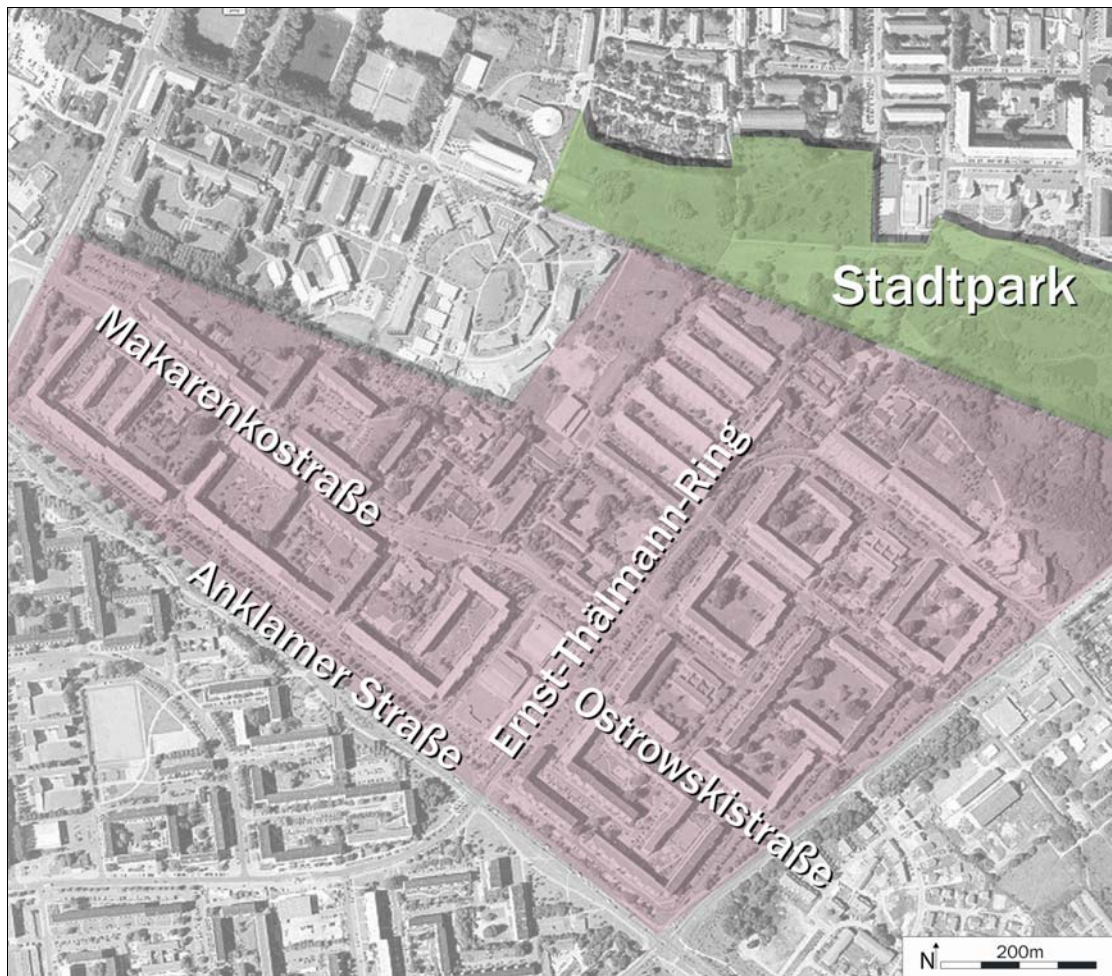 Stadtpark
Makarenkostraße
Ernst-Thälmann-Ring
Anklamer Straße
Ostrowskistraße
N
200m